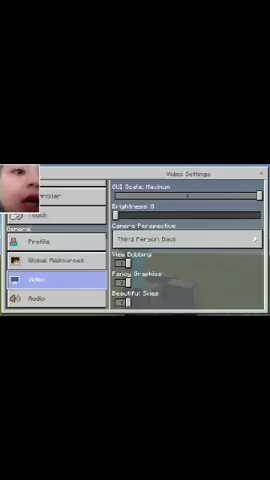 Video Settings
GUI Scale: Maximum
Brightness: 0
Camera Perspective
Third Person Back
View Bobbing
Fancy Graphics
Beautiful Skies
Touch
General
Profile
Global Resources
Video
Audio